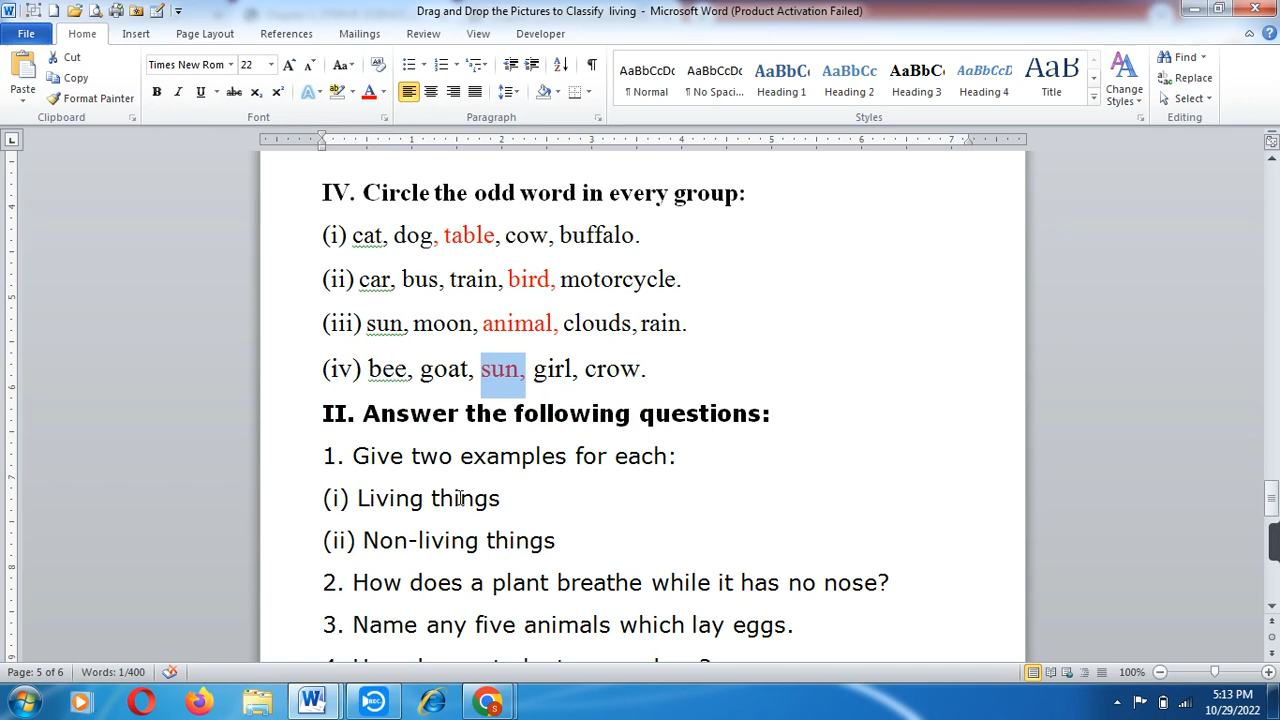 Drag and Drop the Pictures to Classify living - Microsoft Word (Product Activation Failed)
File Home Insert Page Layout References Mailings Review View Developer
Paste Cut Copy Format Painter Clipboard
Times New Rom 22 Font
Paragraph
AaBbCcDc AaBbCcDc AaBbCc AaBbCc AaBbCc AaBbCcI AaB
¶ Normal ¶ No Spaci... Heading 1 Heading 2 Heading 3 Heading 4 Title Change Styles Styles
Find Replace Select Editing
IV. Circle the odd word in every group:
(i) cat, dog, table, cow, buffalo.
(ii) car, bus, train, bird, motorcycle.
(iii) sun, moon, animal, clouds, rain.
(iv) bee, goat, sun, girl, crow.
II. Answer the following questions:
1. Give two examples for each:
(i) Living things
(ii) Non-living things
2. How does a plant breathe while it has no nose?
3. Name any five animals which lay eggs.
Page: 5 of 6 Words: 1/400 100%
5:13 PM
10/29/2022